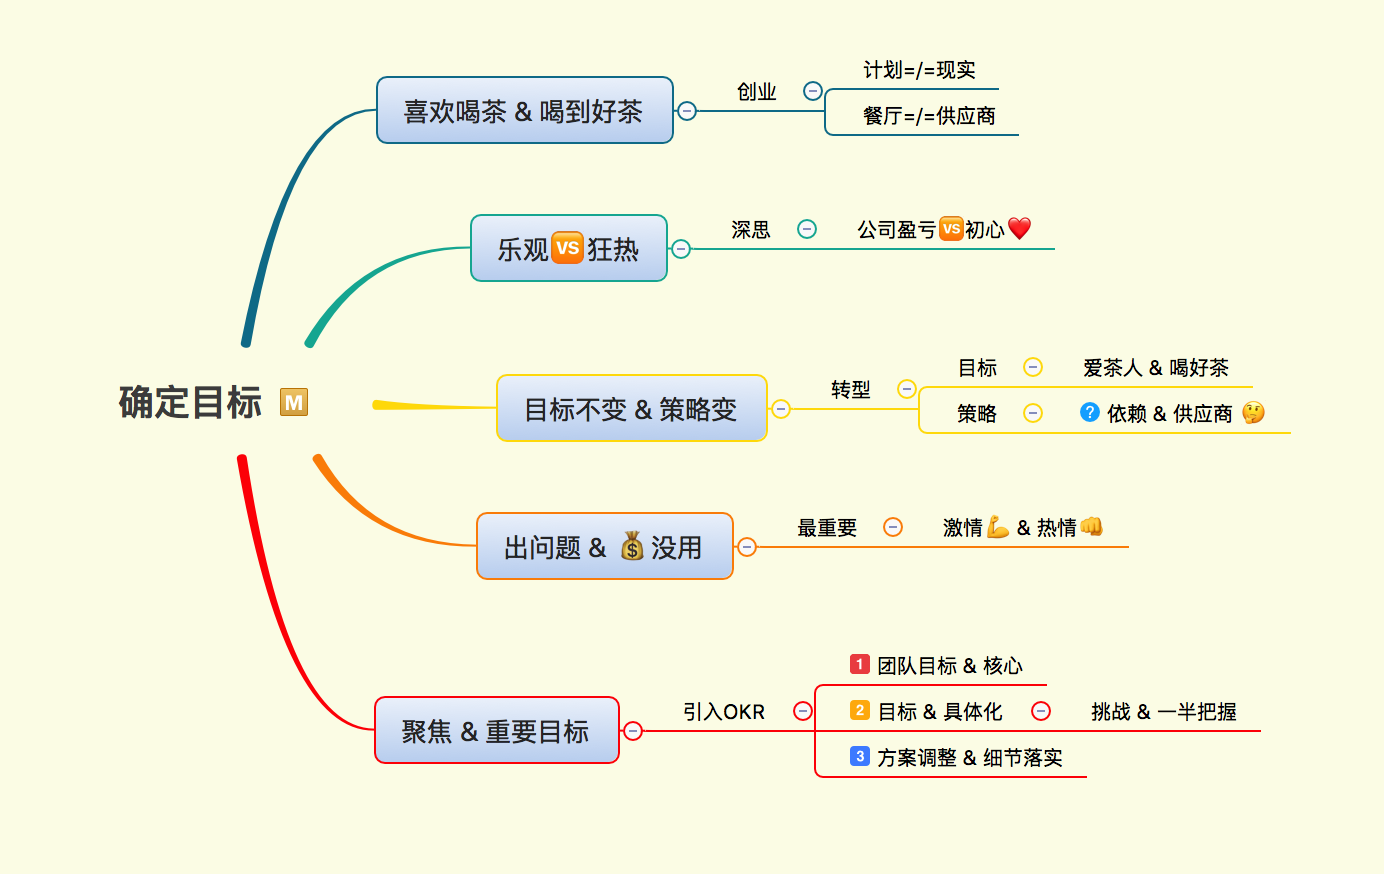 确定目标 Ⓜ️
喜欢喝茶 & 喝到好茶
创业
计划=/=现实
餐厅=/=供应商
乐观🆚狂热
深思
公司盈亏🆚初心❤️
目标不变 & 策略变
转型
目标
爱茶人 & 喝好茶
策略
❓ 依赖 & 供应商 🤔
出问题 & 💰没用
最重要
激情💪 & 热情👊
聚焦 & 重要目标
引入OKR
1 团队目标 & 核心
2 目标 & 具体化
挑战 & 一半把握
3 方案调整 & 细节落实